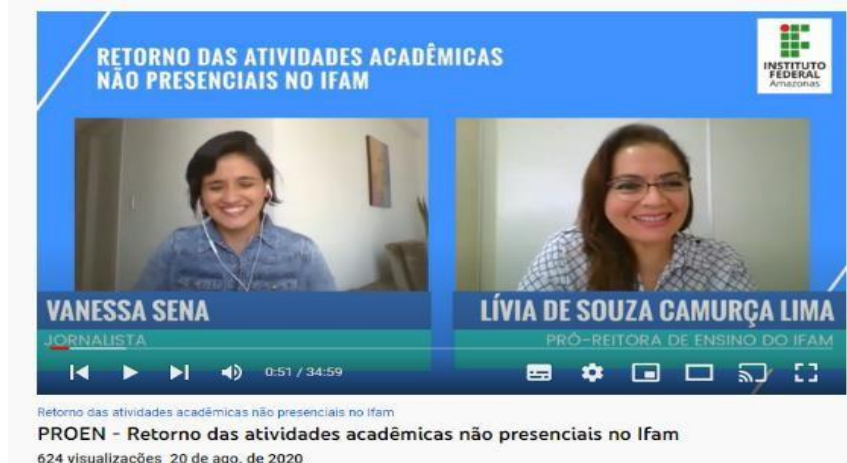 RETORNO DAS ATIVIDADES ACADÊMICAS
NÃO PRESENCIAIS NO IFAM
INSTITUTO
FEDERAL
Amazonas
VANESSA SENA
JORNALISTA
LÍVIA DE SOUZA CAMURÇA LIMA
PRÓ-REITORA DE ENSINO DO IFAM
0:51 / 34:59
Retorno das atividades acadêmicas não presenciais no Ifam
PROEN - Retorno das atividades acadêmicas não presenciais no Ifam
624 visualizações 20 de ago. de 2020